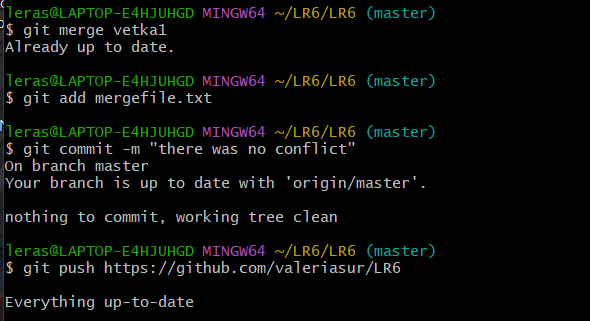 leras@LAPTOP-E4HJUHGD MINGW64 ~/LR6/LR6 (master)
$ git merge vetka1
Already up to date.
leras@LAPTOP-E4HJUHGD MINGW64 ~/LR6/LR6 (master)
$ git add mergefile.txt
leras@LAPTOP-E4HJUHGD MINGW64 ~/LR6/LR6 (master)
$ git commit -m "there was no conflict"
On branch master
Your branch is up to date with 'origin/master'.
nothing to commit, working tree clean
leras@LAPTOP-E4HJUHGD MINGW64 ~/LR6/LR6 (master)
$ git push https://github.com/valeriasur/LR6
Everything up-to-date